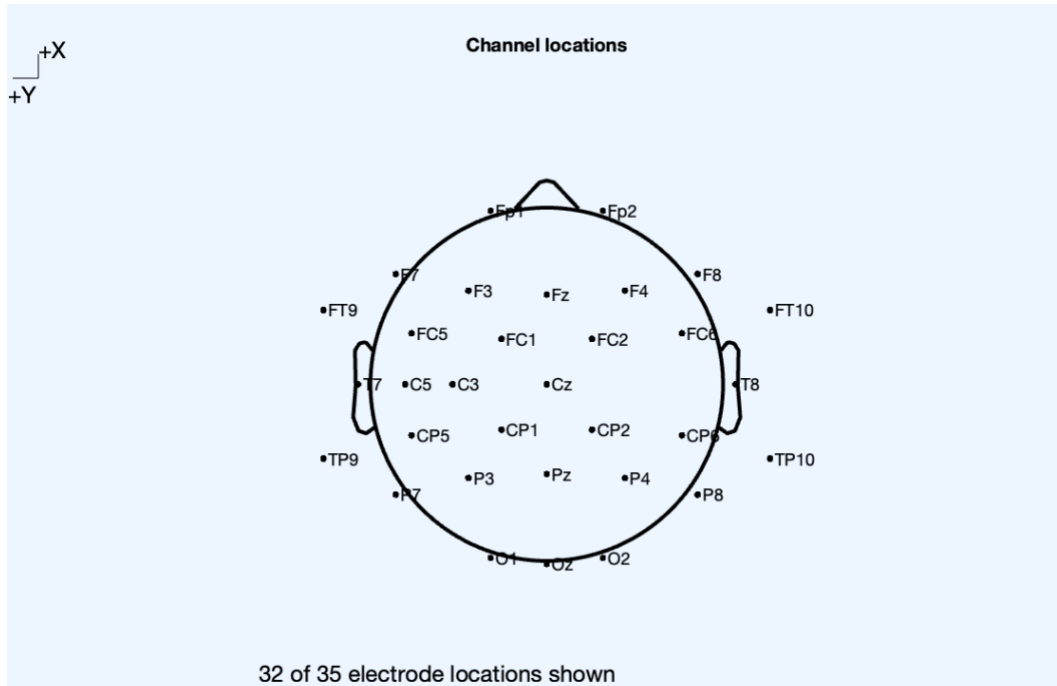 +X
Channel locations
+Y
Fp1 Fp2
F7 F8
F3 Fz F4
FT9 FT10
FC5 FC1 FC2 FC6
T7 C5 C3 Cz T8
CP5 CP1 CP2 CP6
TP9 TP10
P3 Pz P4
P7 P8
O1 Oz O2
32 of 35 electrode locations shown